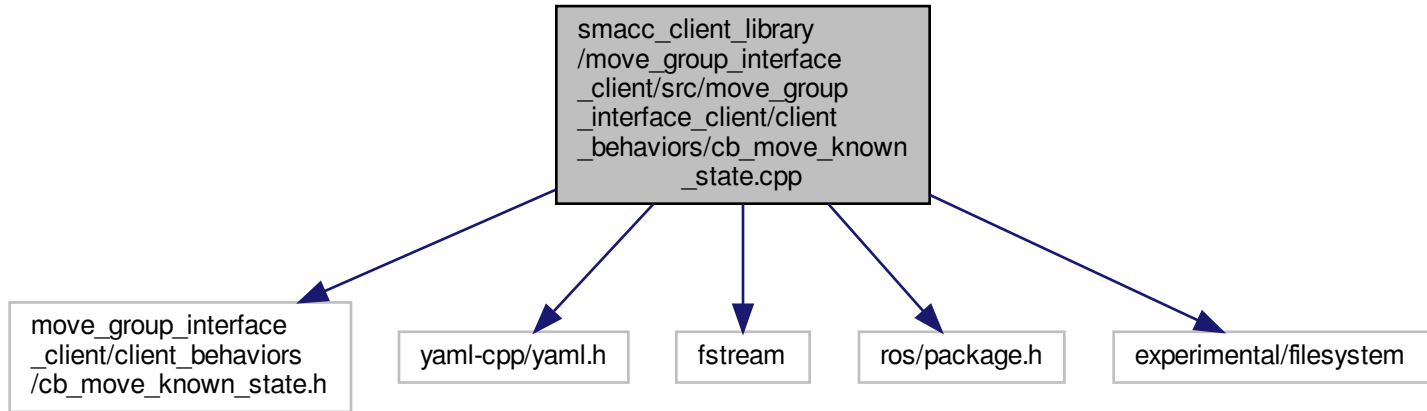 smacc_client_library
/move_group_interface
_client/src/move_group
_interface_client/client
_behaviors/cb_move_known
_state.cpp
move_group_interface
_client/client_behaviors
/cb_move_known_state.h
yaml-cpp/yaml.h
fstream
ros/package.h
experimental/filesystem